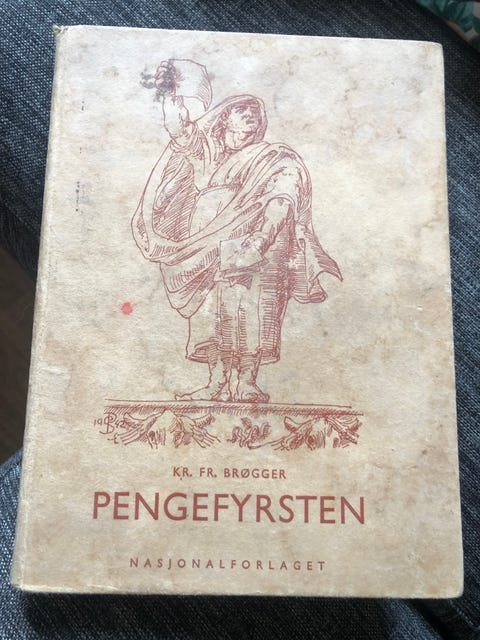 KR. FR. BRØGGER
PENGEFYRSTEN
NASJONALFORLAGET